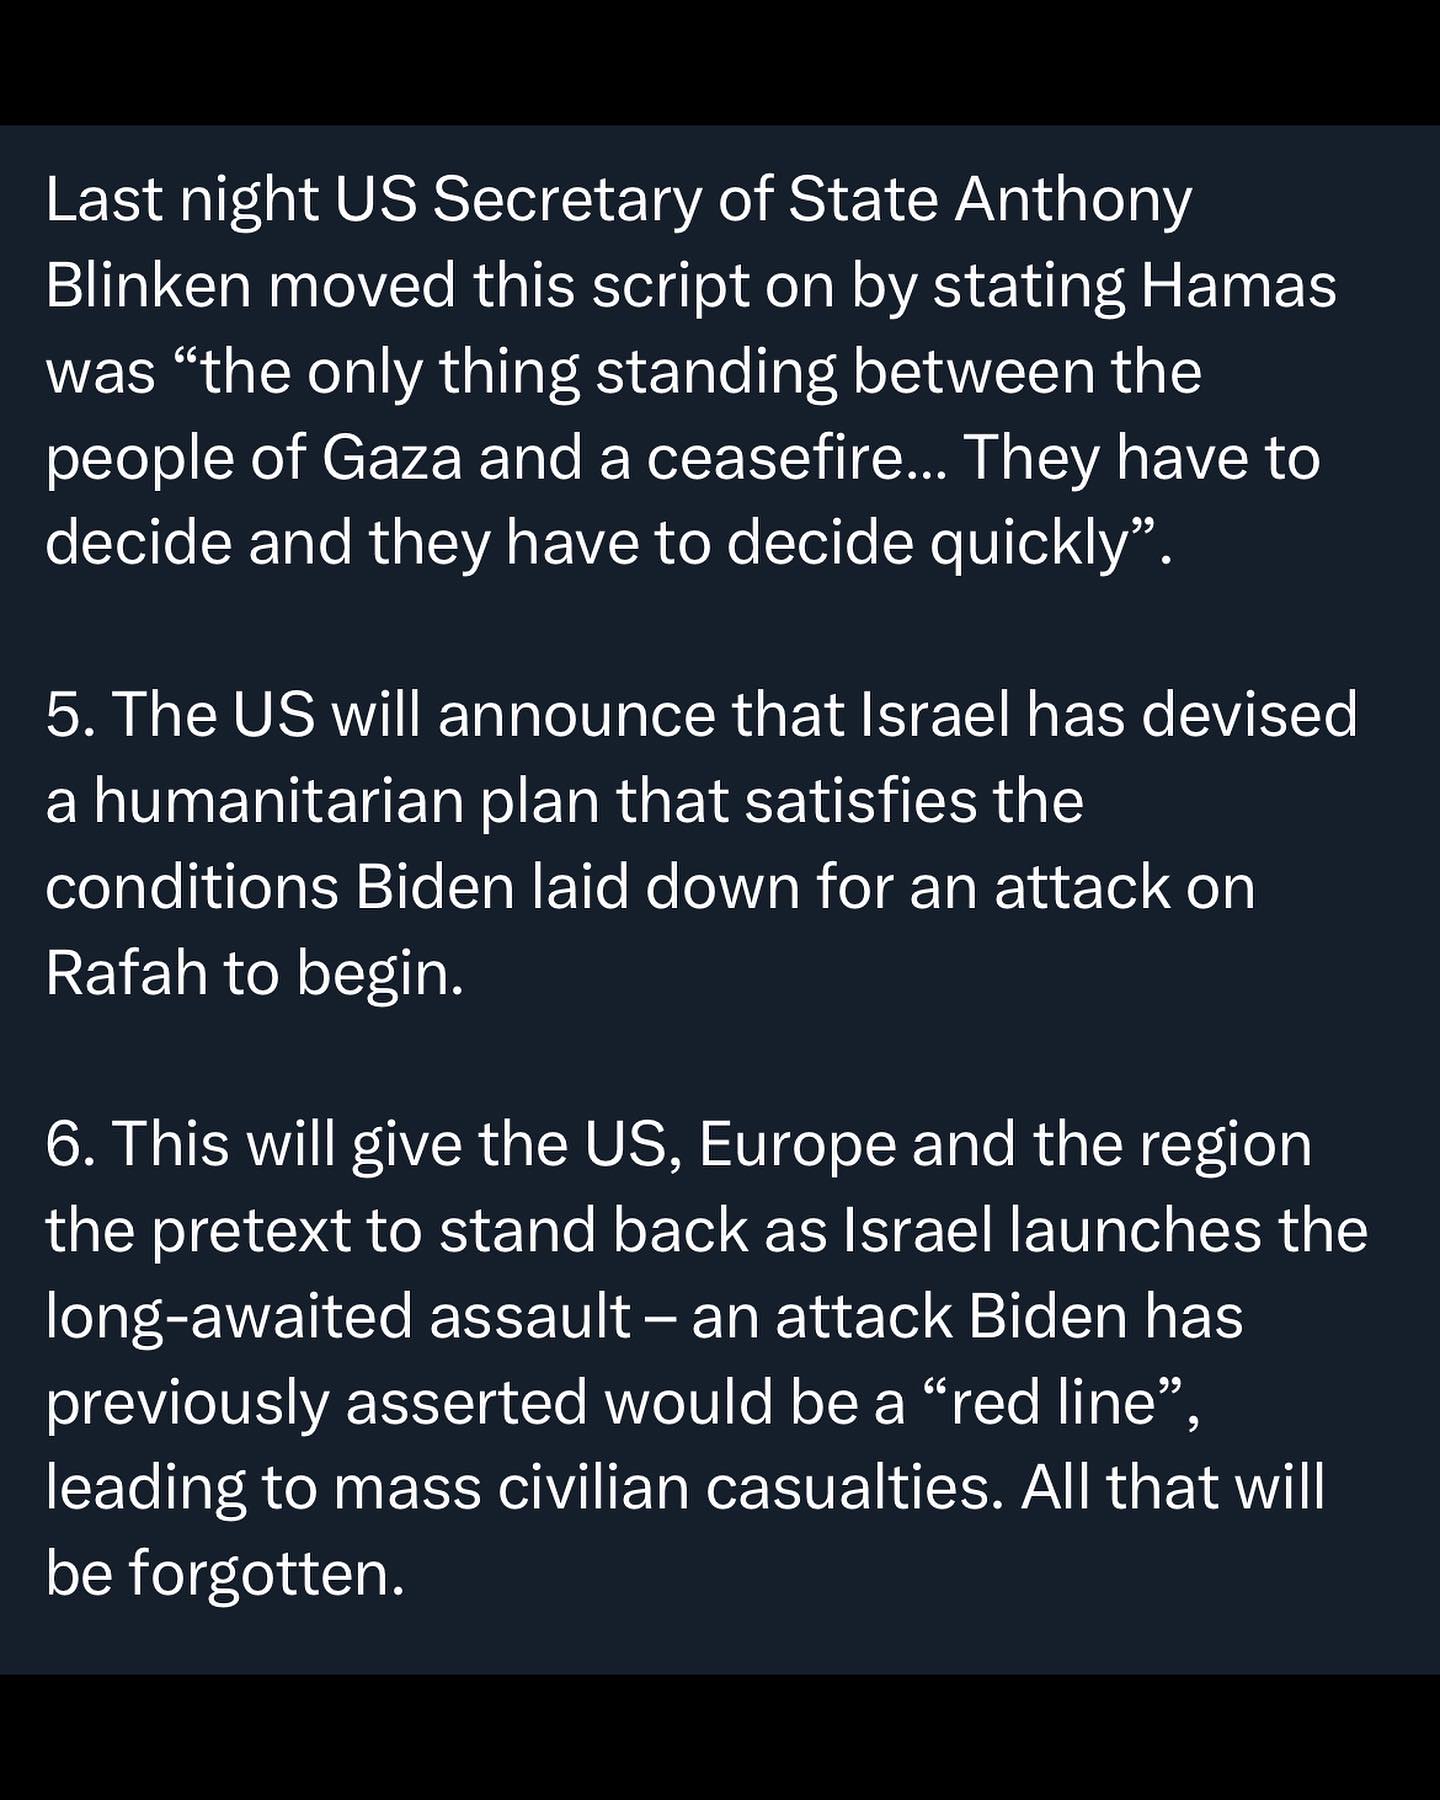 Last night US Secretary of State Anthony
Blinken moved this script on by stating Hamas
was “the only thing standing between the
people of Gaza and a ceasefire... They have to
decide and they have to decide quickly”.
5. The US will announce that Israel has devised
a humanitarian plan that satisfies the
conditions Biden laid down for an attack on
Rafah to begin.
6. This will give the US, Europe and the region
the pretext to stand back as Israel launches the
long-awaited assault – an attack Biden has
previously asserted would be a “red line”,
leading to mass civilian casualties. All that will
be forgotten.